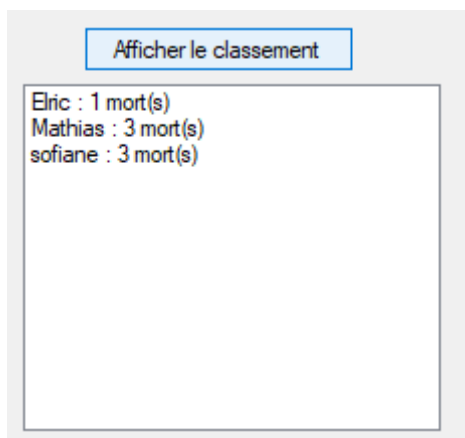 Afficher le classement
Elric : 1 mort(s)
Mathias : 3 mort(s)
sofiane : 3 mort(s)